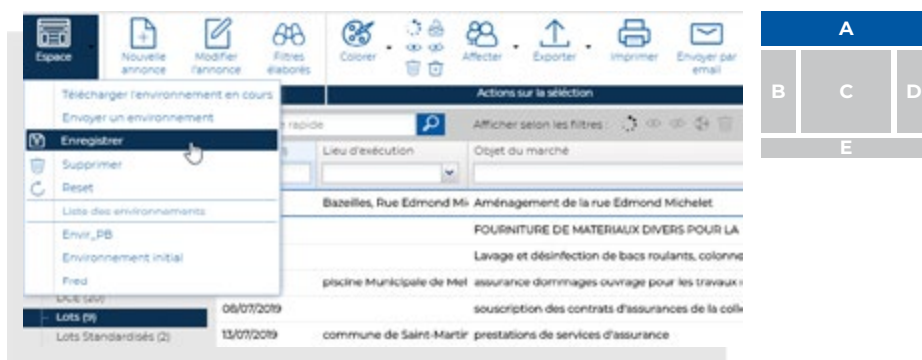 Espace
Nouvelle annonce
Modifier l'annonce
Filtres élaborés
Colorer
Affecter
Exporter
Imprimer
Envoyer par email
Télécharger l'environnement en cours
Actions sur la séléction
Envoyer un environnement
rapide
Afficher selon les filtres :
Enregistrer
Lieu d'exécution
Objet du marché
Supprimer
Reset
Liste des environnements
Bazeilles, Rue Edmond Mi
Aménagement de la rue Edmond Michelet
Envir_PB
FOURNITURE DE MATERIAUX DIVERS POUR LA
Environnement initial
Lavage et désinfection de bacs roulants, colonne
Fred
piscine Municipale de Mel
assurance dommages ouvrage pour les travaux
DCE (20)
Lots (9)
08/07/2019
souscription des contrats d'assurances de la colle
Lots Standardisés (2)
13/07/2019
commune de Saint-Martin
prestations de services d'assurance
A
B
C
D
E